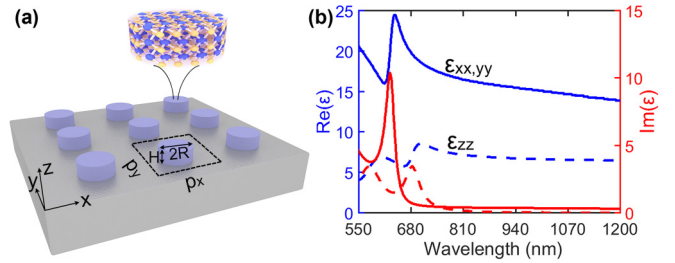 (a)
H
2R
py
px
z
y
x
(b)
25
20
15
10
5
0
Re(ε)
εxx,yy
εzz
15
10
5
0
Im(ε)
550 680 810 940 1070 1200
Wavelength (nm)